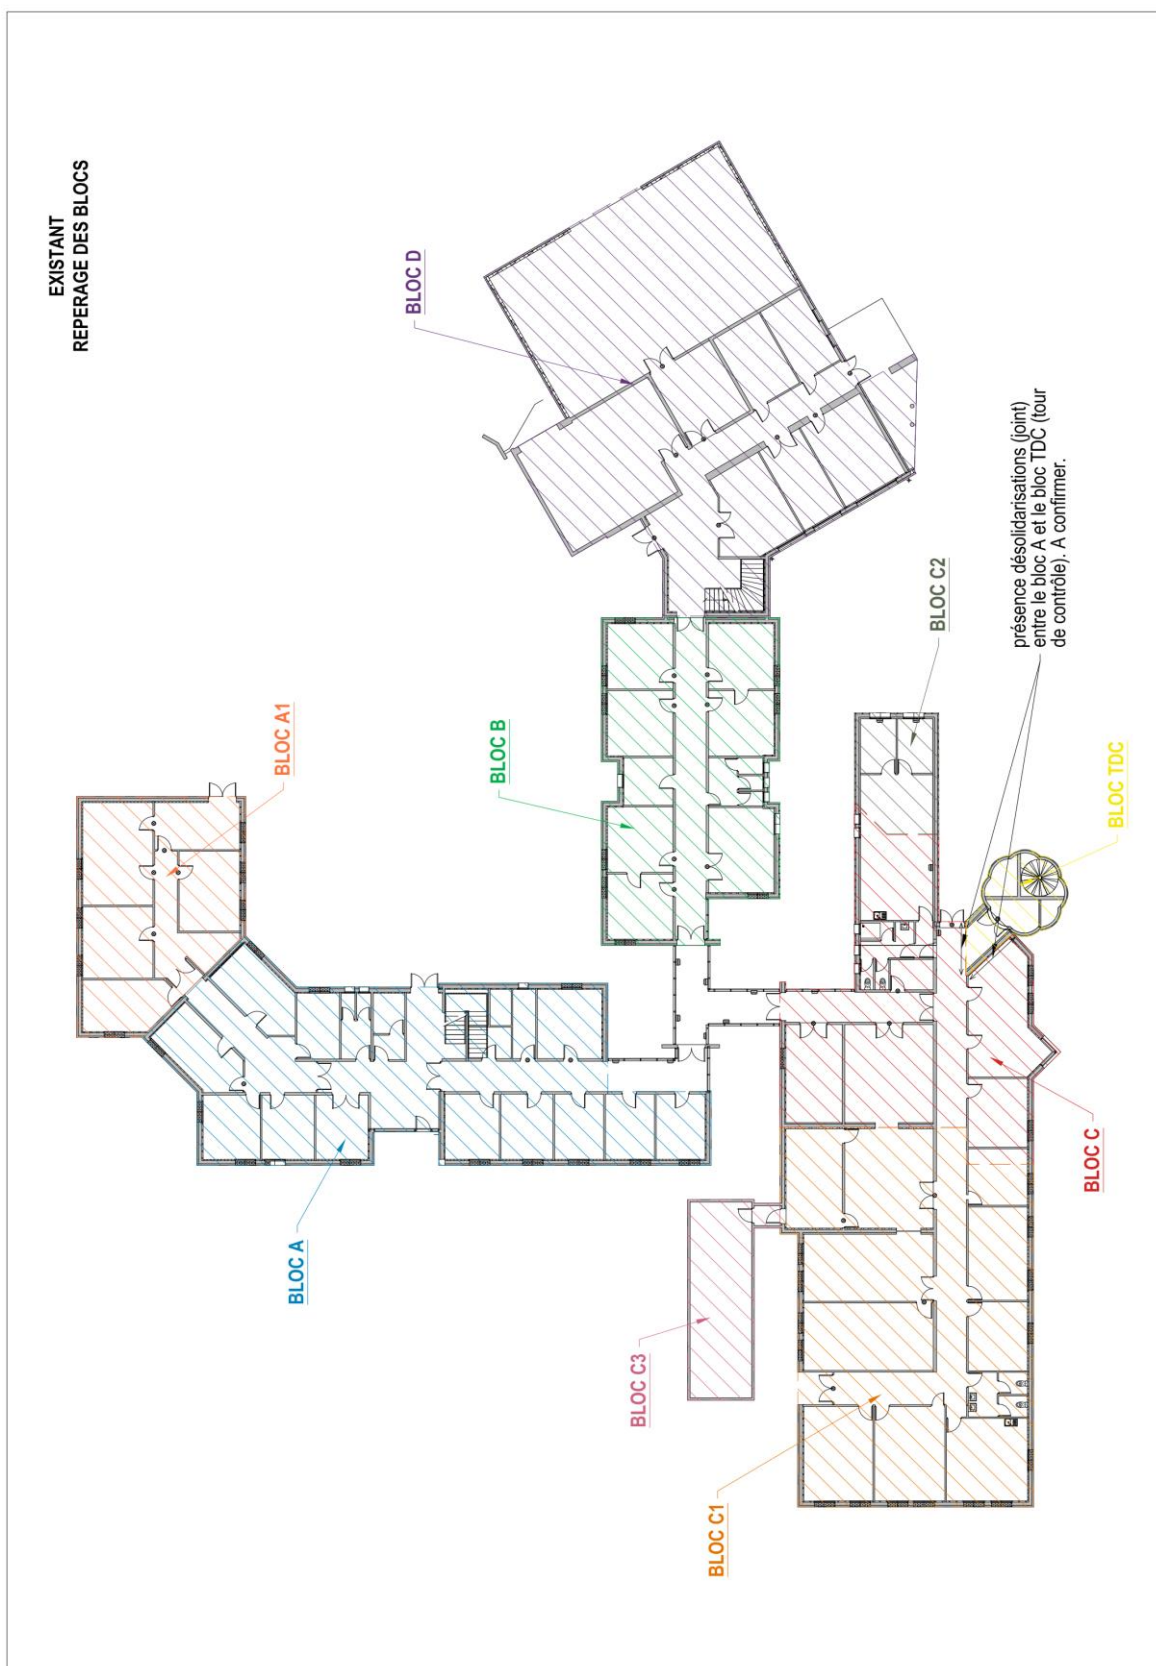 EXISTANT
REPERAGE DES BLOCS
BLOC D
BLOC A1
BLOC B
BLOC C2
présence désolidarisations (joint)
entre le bloc A et le bloc TDC (tour
de contrôle). A confirmer.
BLOC TDC
BLOC A
BLOC C
BLOC C3
BLOC C1